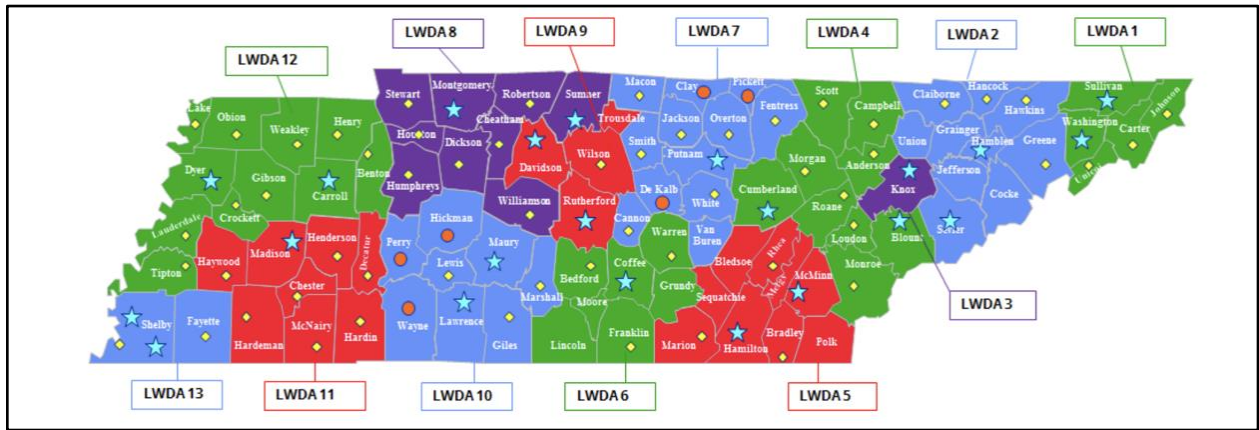 LWDA 8
LWDA 9
LWDA 7
LWDA 4
LWDA 2
LWDA 1
LWDA 12
Lake
Obion
Weakley
Henry
Dyer
Gibson
Carroll
Benton
Crockett
Lauderdale
Tipton
Haywood
Madison
Henderson
Decatur
Chester
Hardeman
McNairy
Hardin
Shelby
Fayette
Stewart
Montgomery
Robertson
Sumner
Houston
Dickson
Cheatham
Humphreys
Williamson
Davidson
Wilson
Trousdale
Rutherford
Hickman
Perry
Lewis
Maury
Marshall
Wayne
Lawrence
Giles
Macon
Clay
Pickett
Jackson
Overton
Fentress
Smith
Putnam
De Kalb
White
Cannon
Van
Buren
Warren
Bedford
Coffee
Moore
Grundy
Lincoln
Franklin
Scott
Campbell
Morgan
Anderson
Cumberland
Roane
London
Blount
Monroe
Bledsoe
Rhea
Meigs
McMinn
Sequatchie
Marion
Hamilton
Bradley
Polk
Claiborne
Hancock
Hawkins
Union
Grainger
Hamblen
Greene
Jefferson
Cocke
Sevier
Knox
Sullivan
Johnson
Washington
Carter
Unicoi
LWDA 3
LWDA 13
LWDA 11
LWDA 10
LWDA 6
LWDA 5